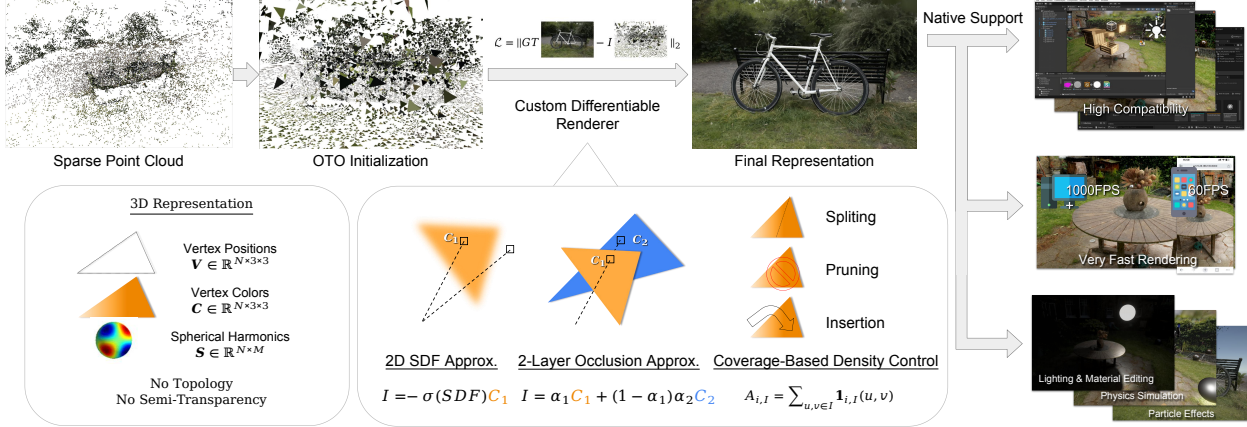 Native Support
ℒ = ||GT − I ||₂
Custom Differentiable
Renderer
Sparse Point Cloud
OTO Initialization
Final Representation
High Compatibility
3D Representation
Vertex Positions
V ∈ ℝ^{N×3×3}
Vertex Colors
C ∈ ℝ^{N×3×3}
Spherical Harmonics
S ∈ ℝ^{N×M}
No Topology
No Semi-Transparency
C₁
C₂
C₁
2D SDF Approx.
I = − σ(SDF)C₁
2-Layer Occlusion Approx.
I = α₁C₁ + (1 − α₁)α₂C₂
Spliting
Pruning
Insertion
Coverage-Based Density Control
A_{i,I} = ∑_{u,v∈I} 𝟏_{i,I}(u, v)
1000FPS
60FPS
Very Fast Rendering
Lighting & Material Editing
Physics Simulation
Particle Effects